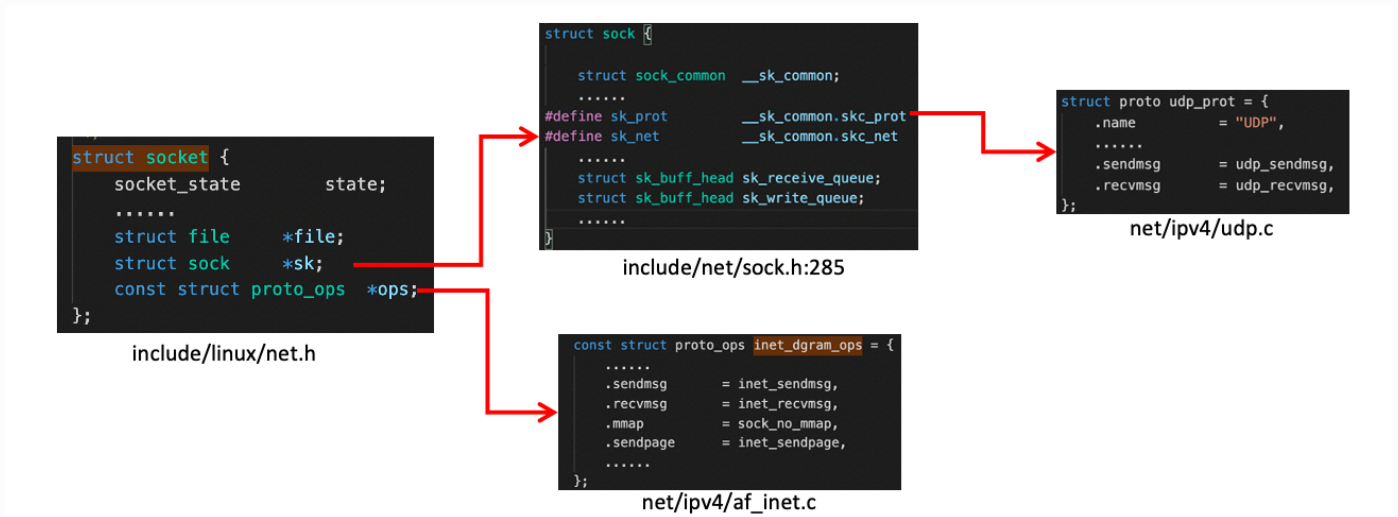 struct socket {
socket_state state;
......
struct file *file;
struct sock *sk;
const struct proto_ops *ops;
};
include/linux/net.h
struct sock {
struct sock_common __sk_common;
......
#define sk_prot __sk_common.skc_prot
#define sk_net __sk_common.skc_net
......
struct sk_buff_head sk_receive_queue;
struct sk_buff_head sk_write_queue;
......
}
include/net/sock.h:285
struct proto udp_prot = {
.name = "UDP",
......
.sendmsg = udp_sendmsg,
.recvmsg = udp_recvmsg,
};
net/ipv4/udp.c
const struct proto_ops inet_dgram_ops = {
......
.sendmsg = inet_sendmsg,
.recvmsg = inet_recvmsg,
.mmap = sock_no_mmap,
.sendpage = inet_sendpage,
......
};
net/ipv4/af_inet.c